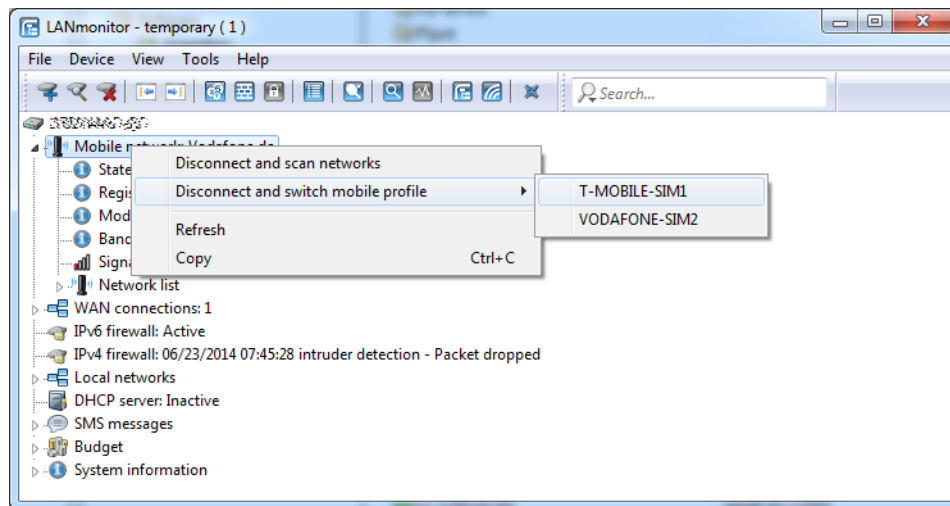 LANmonitor - temporary ( 1 )
File Device View Tools Help
Search...
Mobile network: Vodafone.de
Disconnect and scan networks
State
Disconnect and switch mobile profile
T-MOBILE-SIM1
Regis
Mod
VODAFONE-SIM2
Refresh
Band
Copy Ctrl+C
Signa
Network list
WAN connections: 1
IPv6 firewall: Active
IPv4 firewall: 06/23/2014 07:45:28 intruder detection - Packet dropped
Local networks
DHCP server: Inactive
SMS messages
Budget
System information